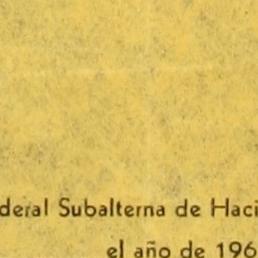 deral Subalterna de Haci
el año de 196